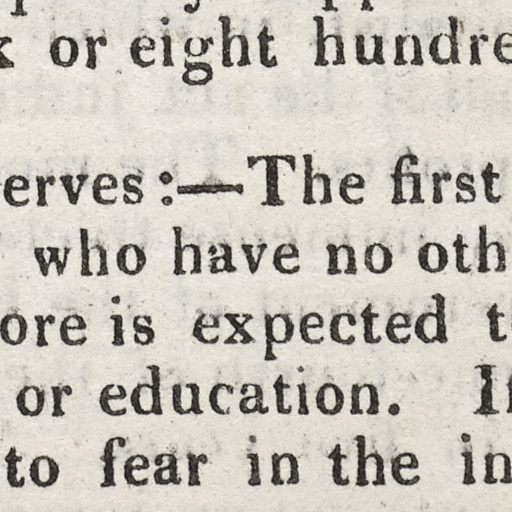 or eight hundre
erves:—The first
who have no oth
ore is expected t
or education. If
to fear in the in